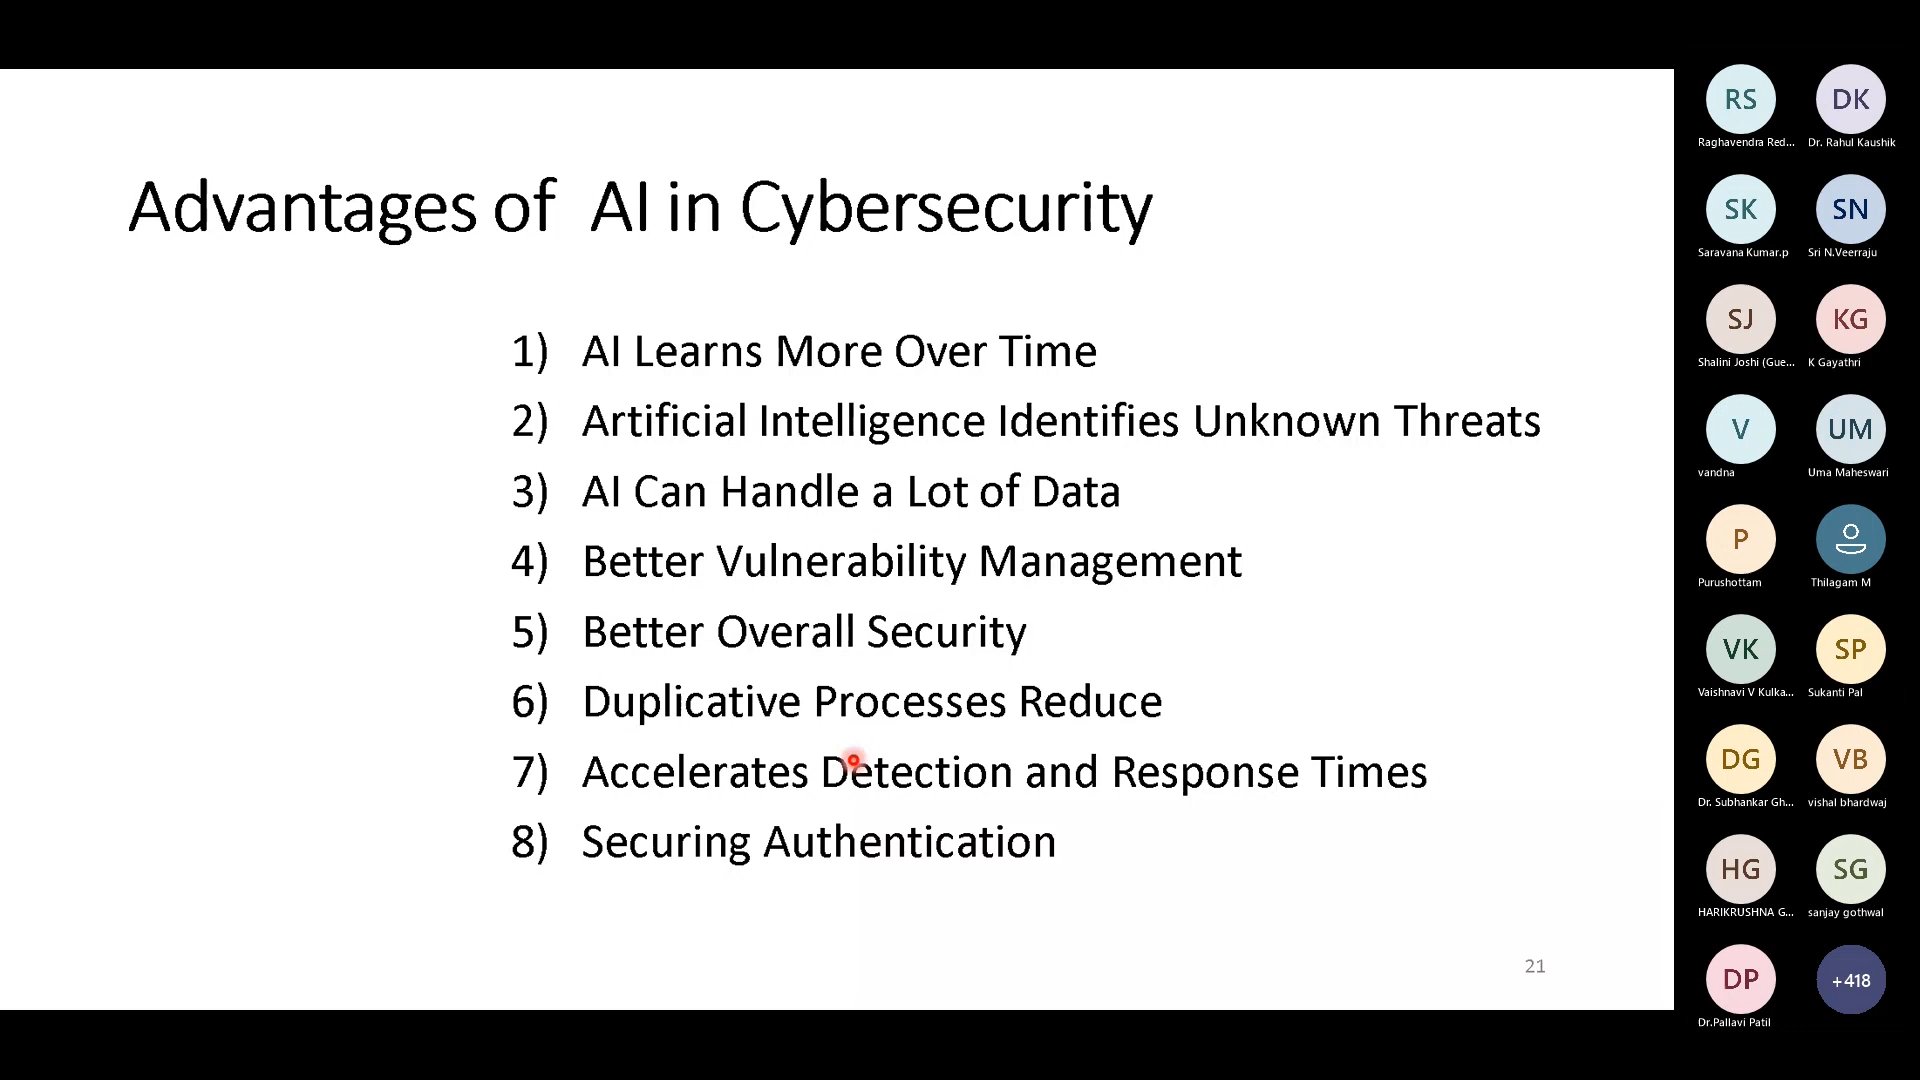 Advantages of AI in Cybersecurity
1) AI Learns More Over Time
2) Artificial Intelligence Identifies Unknown Threats
3) AI Can Handle a Lot of Data
4) Better Vulnerability Management
5) Better Overall Security
6) Duplicative Processes Reduce
7) Accelerates Detection and Response Times
8) Securing Authentication
21
RS DK
Raghavendra Red... Dr. Rahul Kaushik
SK SN
Saravana Kumar.p Sri N.Veerraju
SJ KG
Shalini Joshi (Gue... K Gayathri
V UM
vandna Uma Maheswari
P
Purushottam Thilagam M
VK SP
Vaishnavi V Kulka... Sukanti Pal
DG VB
Dr. Subhankar Gh... vishal bhardwaj
HG SG
HARIKRUSHNA G... sanjay gothwal
DP +418
Dr.Pallavi Patil